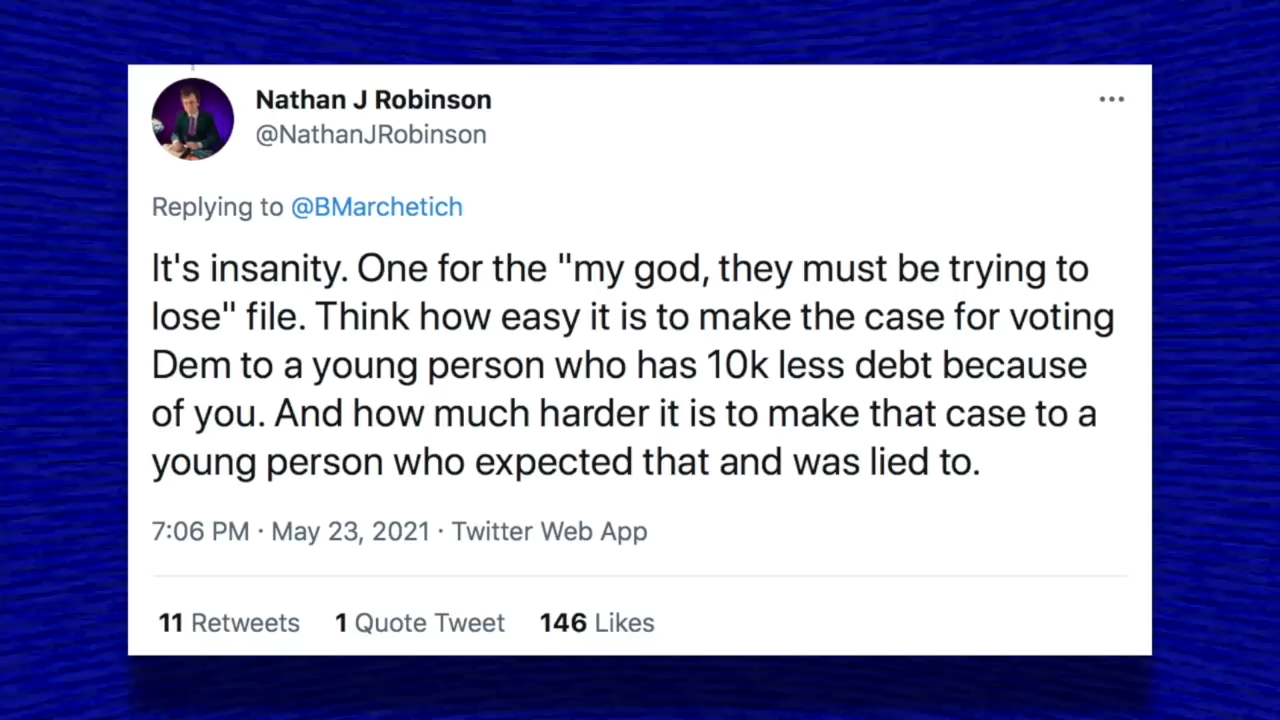 Nathan J Robinson
@NathanJRobinson
Replying to @BMarchetich
It's insanity. One for the "my god, they must be trying to
lose" file. Think how easy it is to make the case for voting
Dem to a young person who has 10k less debt because
of you. And how much harder it is to make that case to a
young person who expected that and was lied to.
7:06 PM · May 23, 2021 · Twitter Web App
11 Retweets 1 Quote Tweet 146 Likes